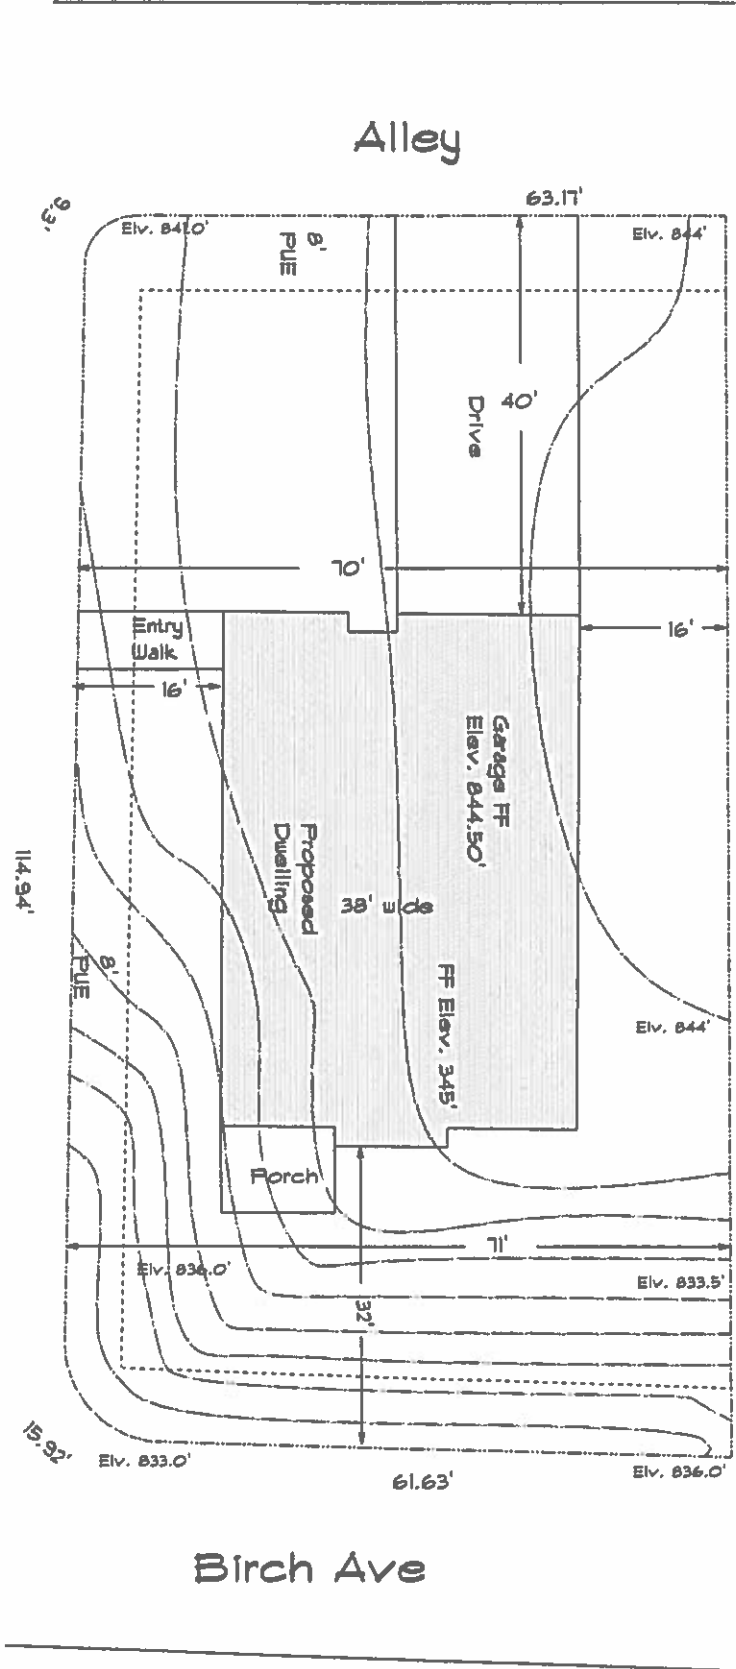 Alley
9.3'
63.17'
Elv. 841.0'
8'
PUE
Elv. 844'
40'
Drive
70'
Entry
Walk
16'
16'
Garage FF
Elev. 844.50'
Proposed
Dwelling
38' wide
114.94'
8'
PUE
FF Elev. 345'
Elv. 844'
Porch
71'
Elv. 836.0'
Elv. 833.5'
32'
15.92'
Elv. 833.0'
61.63'
Elv. 836.0'
Birch Ave